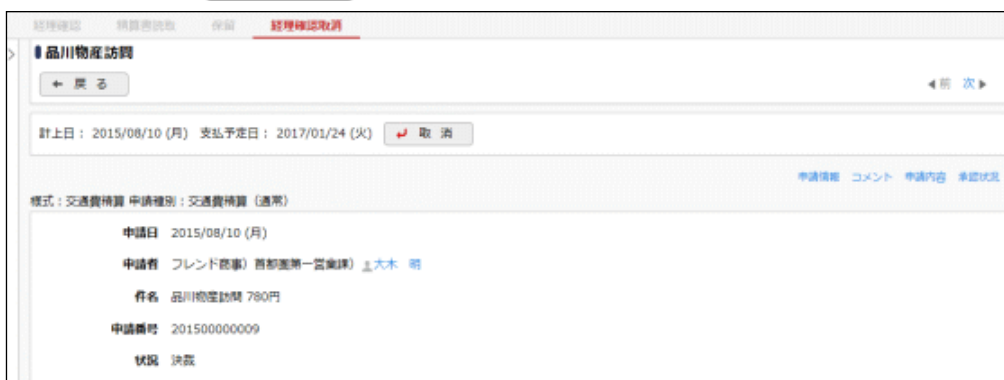 経理確認 精算書読取 保留 経理確認取消
品川物産訪問
← 戻 る
◀前 次▶
計上日： 2015/08/10 (月) 支払予定日： 2017/01/24 (火) 取 消
申請情報 コメント 申請内容 承認状況
様式：交通費精算 申請種別：交通費精算（通常）
申請日 2015/08/10 (月)
申請者 フレンド商事）首都圏第一営業課） 大木 明
件名 品川物産訪問 780円
申請番号 201500000009
状況 決裁